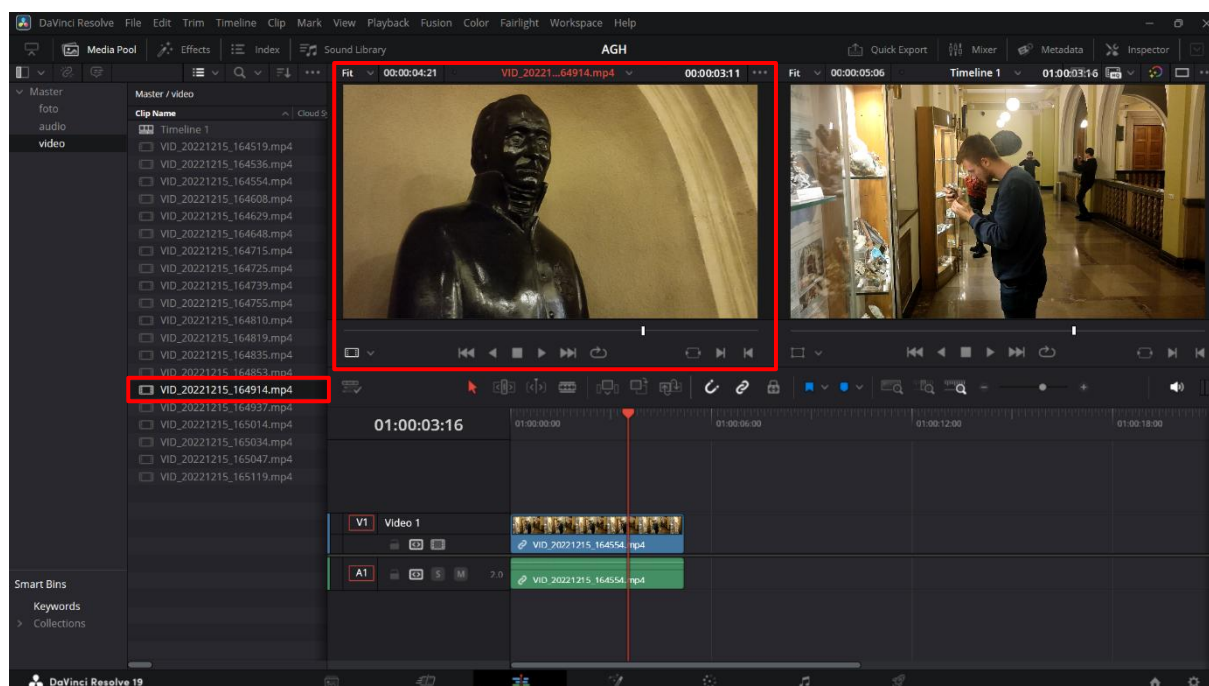 DaVinci Resolve File Edit Trim Timeline Clip Mark View Playback Fusion Color Fairlight Workspace Help
Media Pool Effects Index Sound Library AGH Quick Export Mixer Metadata Inspector
Fit 00:00:04:21 VID_20221...64914.mp4 00:00:03:11 Fit 00:00:05:06 Timeline 1 01:00:03:16
Master
foto
audio
video
Master / video
Clip Name Cloud Sy
Timeline 1
VID_20221215_164519.mp4
VID_20221215_164536.mp4
VID_20221215_164554.mp4
VID_20221215_164608.mp4
VID_20221215_164629.mp4
VID_20221215_164648.mp4
VID_20221215_164715.mp4
VID_20221215_164725.mp4
VID_20221215_164739.mp4
VID_20221215_164755.mp4
VID_20221215_164810.mp4
VID_20221215_164819.mp4
VID_20221215_164835.mp4
VID_20221215_164853.mp4
VID_20221215_164914.mp4
VID_20221215_164937.mp4
VID_20221215_165014.mp4
VID_20221215_165034.mp4
VID_20221215_165047.mp4
VID_20221215_165119.mp4
01:00:03:16 01:00:00:00 01:00:06:00 01:00:12:00 01:00:18:00
V1 Video 1
VID_20221215_164554.mp4
A1 S M 2.0 VID_20221215_164554.mp4
Smart Bins
Keywords
Collections
DaVinci Resolve 19